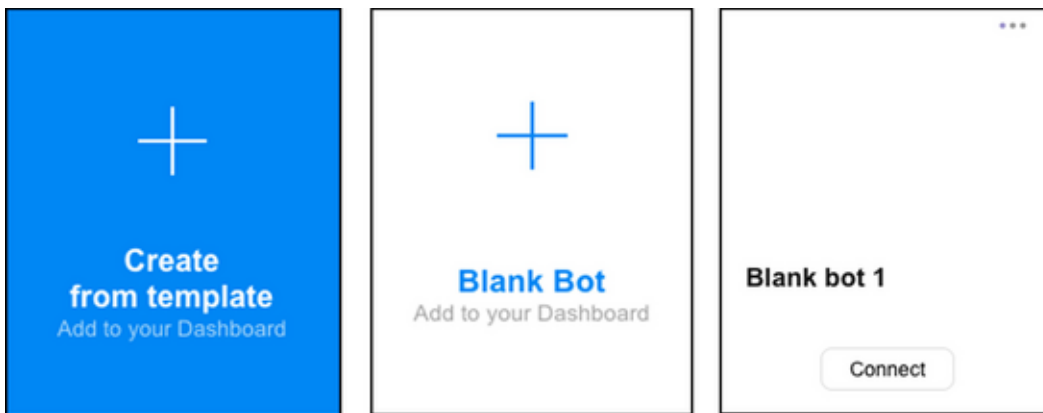 Create
from template
Add to your Dashboard
Blank Bot
Add to your Dashboard
Blank bot 1
Connect